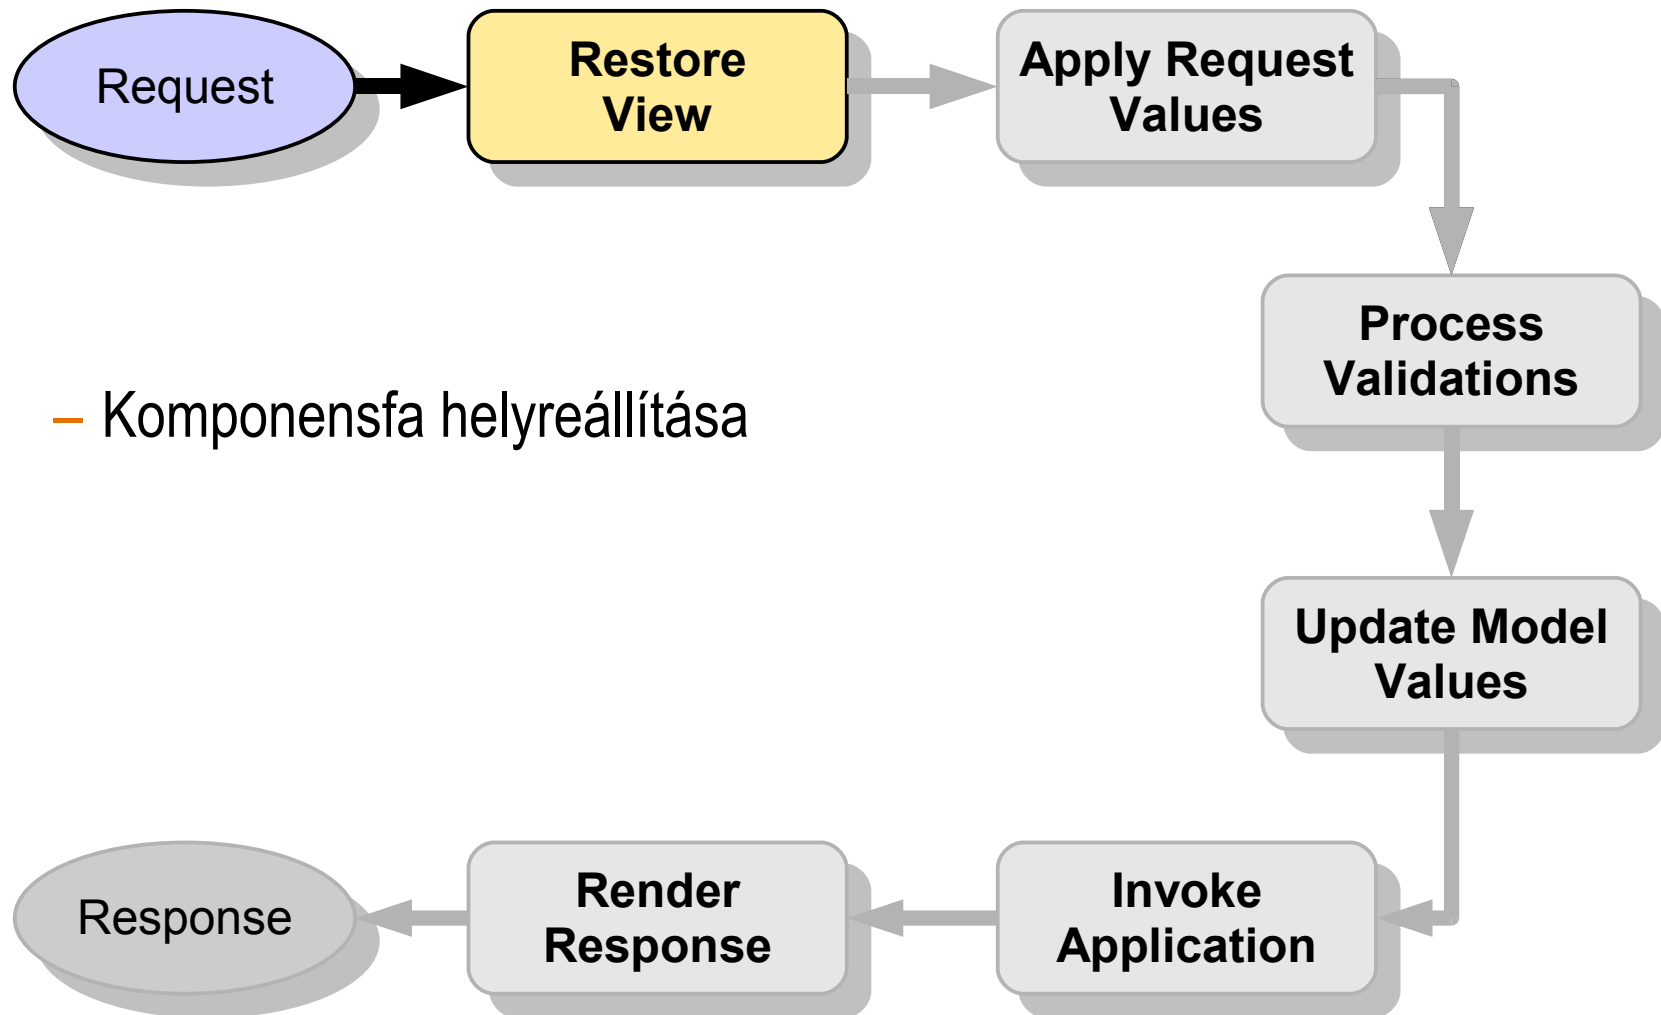 Request
Restore
View
Apply Request
Values
Process
Validations
– Komponensfa helyreállítása
Update Model
Values
Response
Render
Response
Invoke
Application